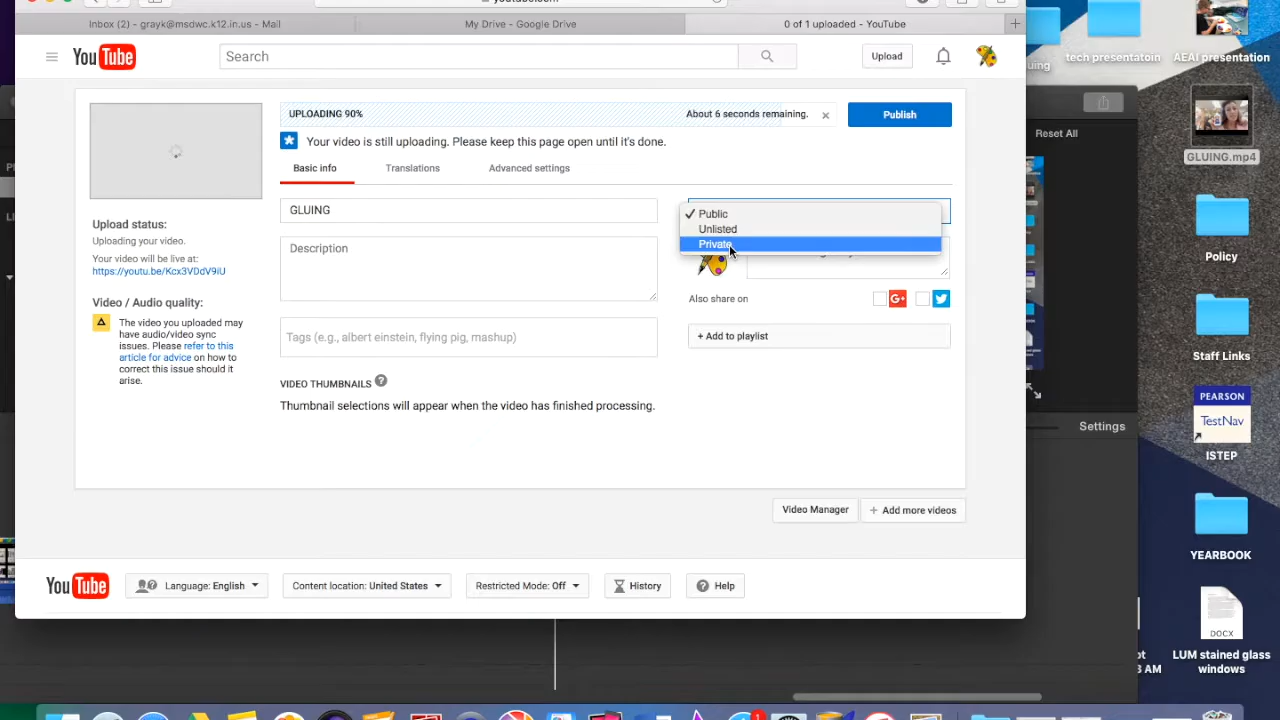 youtube.com
Inbox (2) - grayk@msdwc.k12.in.us - Mail
My Drive - Google Drive
0 of 1 uploaded - YouTube
YouTube
Search
Upload
UPLOADING 90%
About 6 seconds remaining.
Publish
Your video is still uploading. Please keep this page open until it's done.
Basic info
Translations
Advanced settings
Upload status:
Uploading your video.
Your video will be live at:
https://youtu.be/Kcx3VDdV9iU
Video / Audio quality:
The video you uploaded may
have audio/video sync
issues. Please refer to this
article for advice on how to
correct this issue should it
arise.
GLUING
Description
Tags (e.g., albert einstein, flying pig, mashup)
VIDEO THUMBNAILS
Thumbnail selections will appear when the video has finished processing.
Public
Unlisted
Private
Also share on
+ Add to playlist
Video Manager
+ Add more videos
YouTube
Language: English
Content location: United States
Restricted Mode: Off
History
Help
tech presentatoin
AEAI presentation
Reset All
GLUING.mp4
Policy
Staff Links
Settings
PEARSON
TestNav
ISTEP
YEARBOOK
DOCX
LUM stained glass
windows